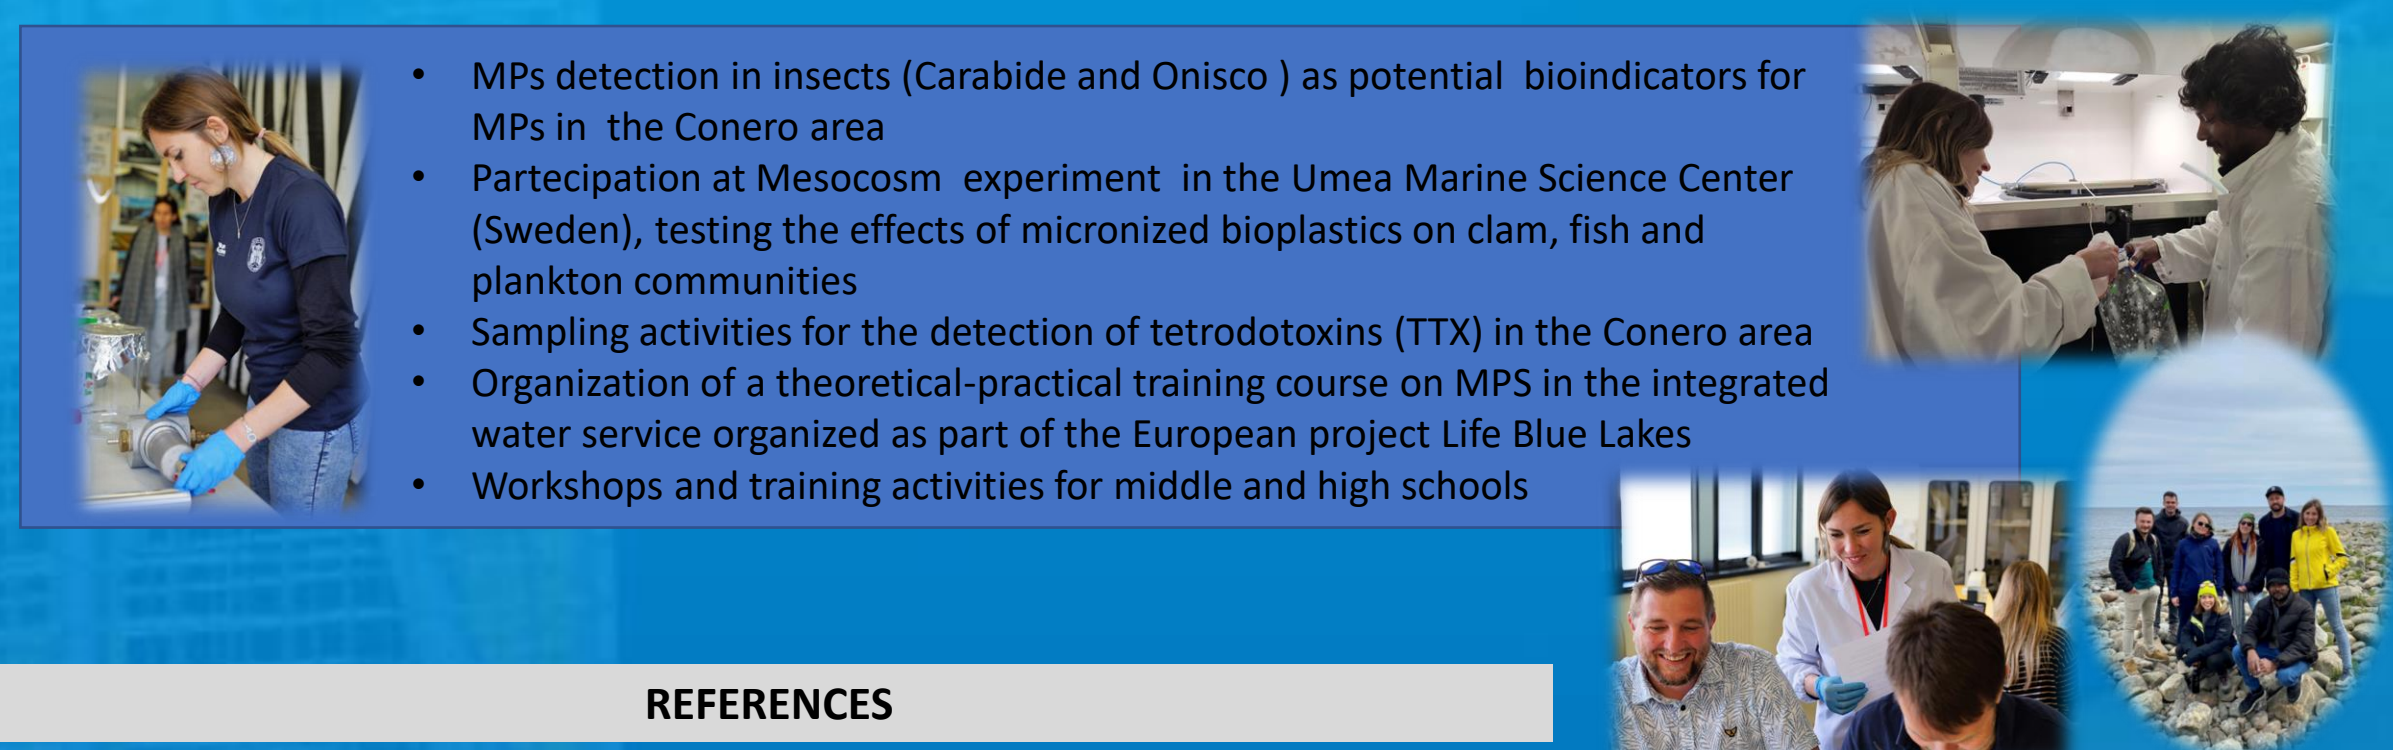 • MPs detection in insects (Carabide and Onisco ) as potential bioindicators for
MPs in the Conero area
• Partecipation at Mesocosm experiment in the Umea Marine Science Center
(Sweden), testing the effects of micronized bioplastics on clam, fish and
plankton communities
• Sampling activities for the detection of tetrodotoxins (TTX) in the Conero area
• Organization of a theoretical-practical training course on MPS in the integrated
water service organized as part of the European project Life Blue Lakes
• Workshops and training activities for middle and high schools
REFERENCES